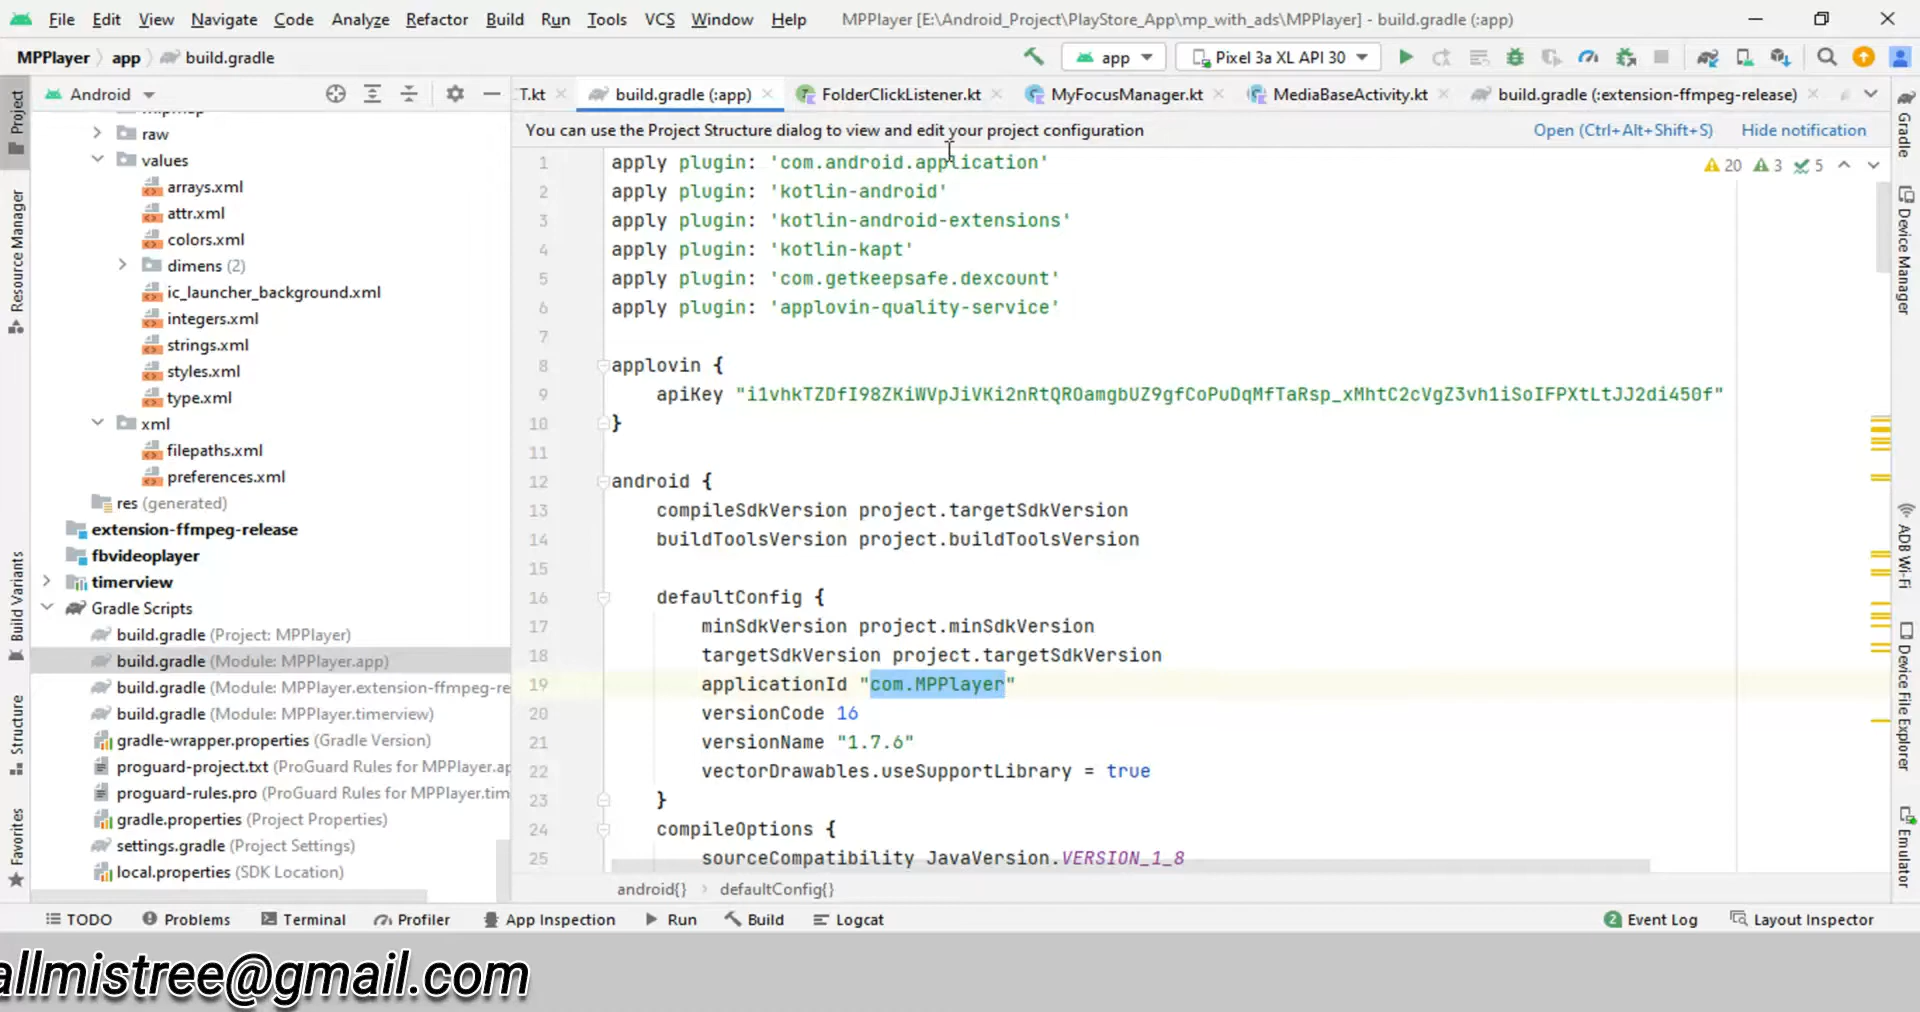 File Edit View Navigate Code Analyze Refactor Build Run Tools VCS Window Help MPPlayer [E:\Android_Project\PlayStore_App\mp_with_ads\MPPlayer] - build.gradle (:app)
MPPlayer app build.gradle app Pixel 3a XL API 30
Android
T.kt build.gradle (:app) FolderClickListener.kt MyFocusManager.kt MediaBaseActivity.kt build.gradle (:extension-ffmpeg-release)
You can use the Project Structure dialog to view and edit your project configuration Open (Ctrl+Alt+Shift+S) Hide notification
20 3 5
Project
Resource Manager
Build Variants
Structure
Favorites
raw
values
arrays.xml
attr.xml
colors.xml
dimens (2)
ic_launcher_background.xml
integers.xml
strings.xml
styles.xml
type.xml
xml
filepaths.xml
preferences.xml
res (generated)
extension-ffmpeg-release
fbvideoplayer
timerview
Gradle Scripts
build.gradle (Project: MPPlayer)
build.gradle (Module: MPPlayer.app)
build.gradle (Module: MPPlayer.extension-ffmpeg-re
build.gradle (Module: MPPlayer.timerview)
gradle-wrapper.properties (Gradle Version)
proguard-project.txt (ProGuard Rules for MPPlayer.ap
proguard-rules.pro (ProGuard Rules for MPPlayer.tim
gradle.properties (Project Properties)
settings.gradle (Project Settings)
local.properties (SDK Location)
1 apply plugin: 'com.android.application'
2 apply plugin: 'kotlin-android'
3 apply plugin: 'kotlin-android-extensions'
4 apply plugin: 'kotlin-kapt'
5 apply plugin: 'com.getkeepsafe.dexcount'
6 apply plugin: 'applovin-quality-service'
7
8 applovin {
9 apiKey "i1vhkTZDfI98ZKiWVpJiVKi2nRtQROamgbUZ9gfCoPuDqMfTaRsp_xMhtC2cVgZ3vh1iSoIFPXtLtJJ2di450f"
10 }
11
12 android {
13 compileSdkVersion project.targetSdkVersion
14 buildToolsVersion project.buildToolsVersion
15
16 defaultConfig {
17 minSdkVersion project.minSdkVersion
18 targetSdkVersion project.targetSdkVersion
19 applicationId "com.MPPlayer"
20 versionCode 16
21 versionName "1.7.6"
22 vectorDrawables.useSupportLibrary = true
23 }
24 compileOptions {
25 sourceCompatibility JavaVersion.VERSION_1_8
android{} defaultConfig{}
Gradle
Device Manager
ADB Wi-Fi
Device File Explorer
Emulator
TODO Problems Terminal Profiler App Inspection Run Build Logcat 2 Event Log Layout Inspector
allmistree@gmail.com